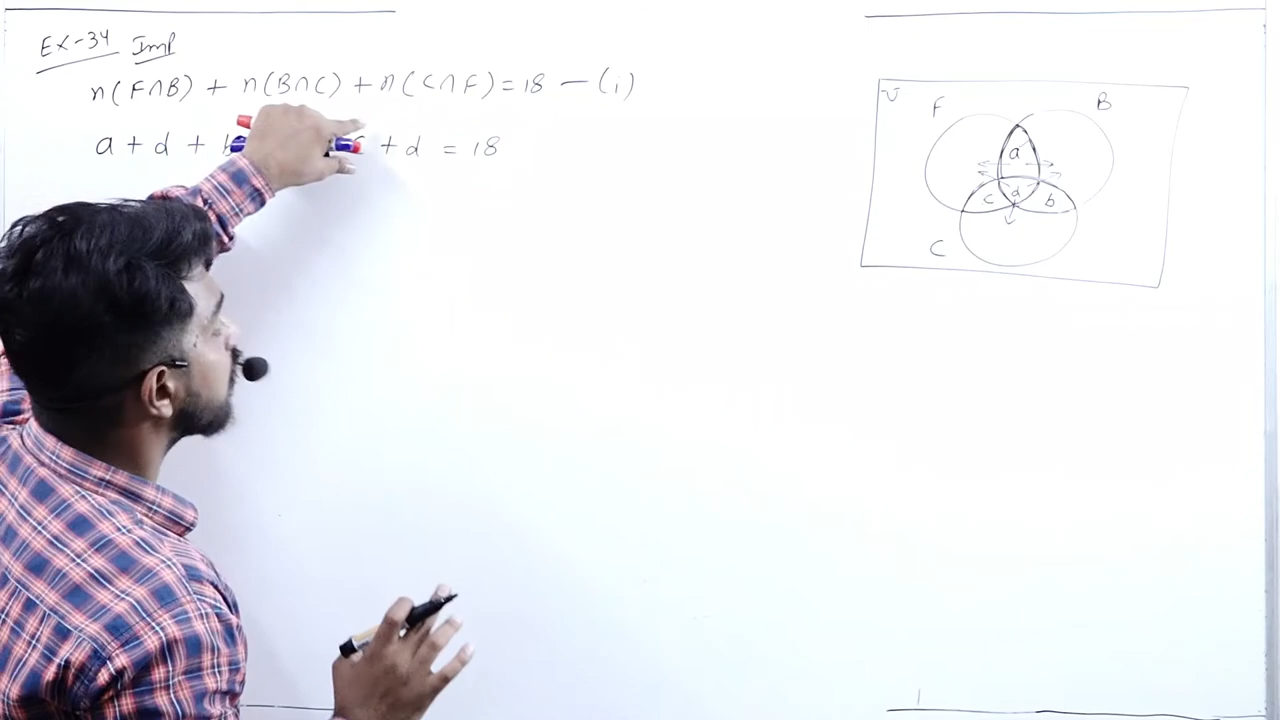 Ex-34 Imp
n(F∩B) + n(B∩C) + n(C∩F) = 18 — (i)
a + d + b + d = 18
U
F
B
a
c d b
C